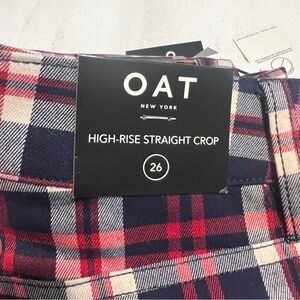 OAT
NEW YORK
HIGH-RISE STRAIGHT CROP
26